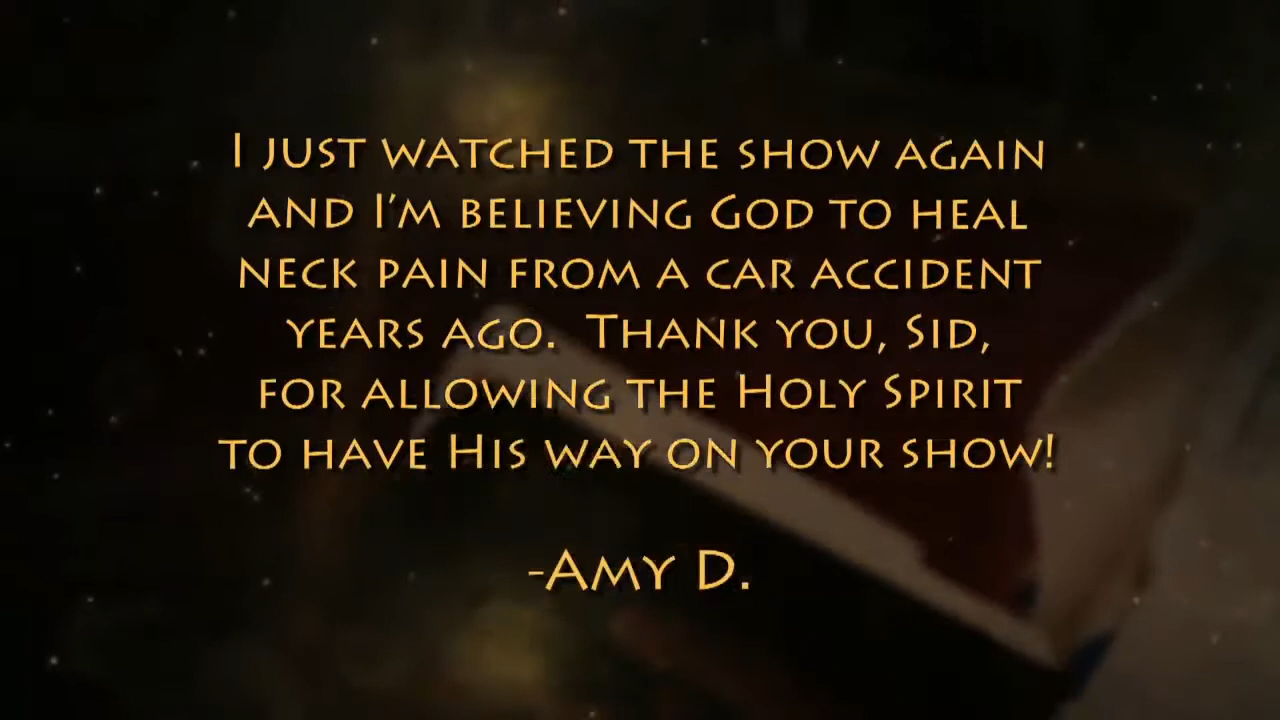 I JUST WATCHED THE SHOW AGAIN
AND I'M BELIEVING GOD TO HEAL
NECK PAIN FROM A CAR ACCIDENT
YEARS AGO.  THANK YOU, SID,
FOR ALLOWING THE HOLY SPIRIT
TO HAVE HIS WAY ON YOUR SHOW!
-AMY D.